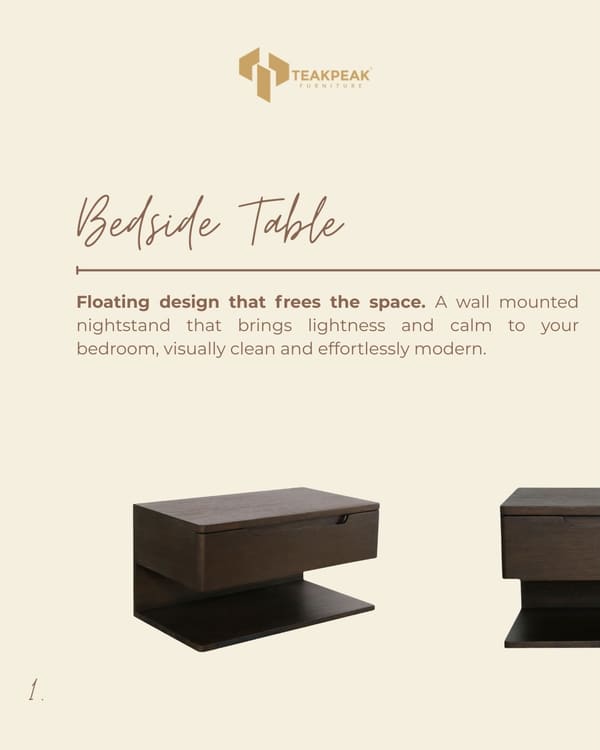 TEAKPEAK
FURNITURE
Bedside Table
Floating design that frees the space. A wall mounted
nightstand that brings lightness and calm to your
bedroom, visually clean and effortlessly modern.
1.